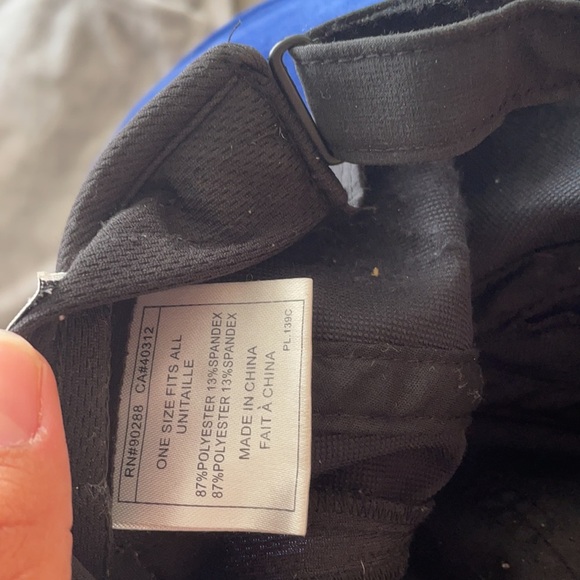 RN#90288 CA#40312
ONE SIZE FITS ALL
UNITAILLE
87%POLYESTER 13%SPANDEX
87%POLYESTER 13%SPANDEX
MADE IN CHINA
FAIT À CHINA
PL.139C